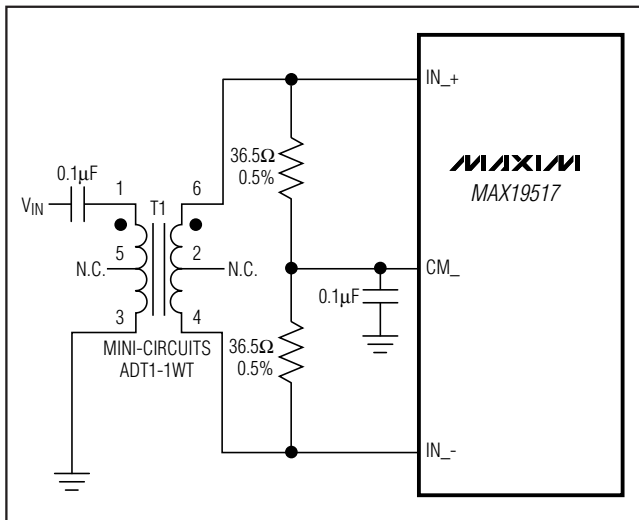 IN_+
36.5Ω
0.5%
MAXIM
MAX19517
0.1µF
1
6
VIN
T1
5
2
N.C.
N.C.
CM_
0.1µF
3
4
MINI-CIRCUITS
ADT1-1WT
36.5Ω
0.5%
IN_-